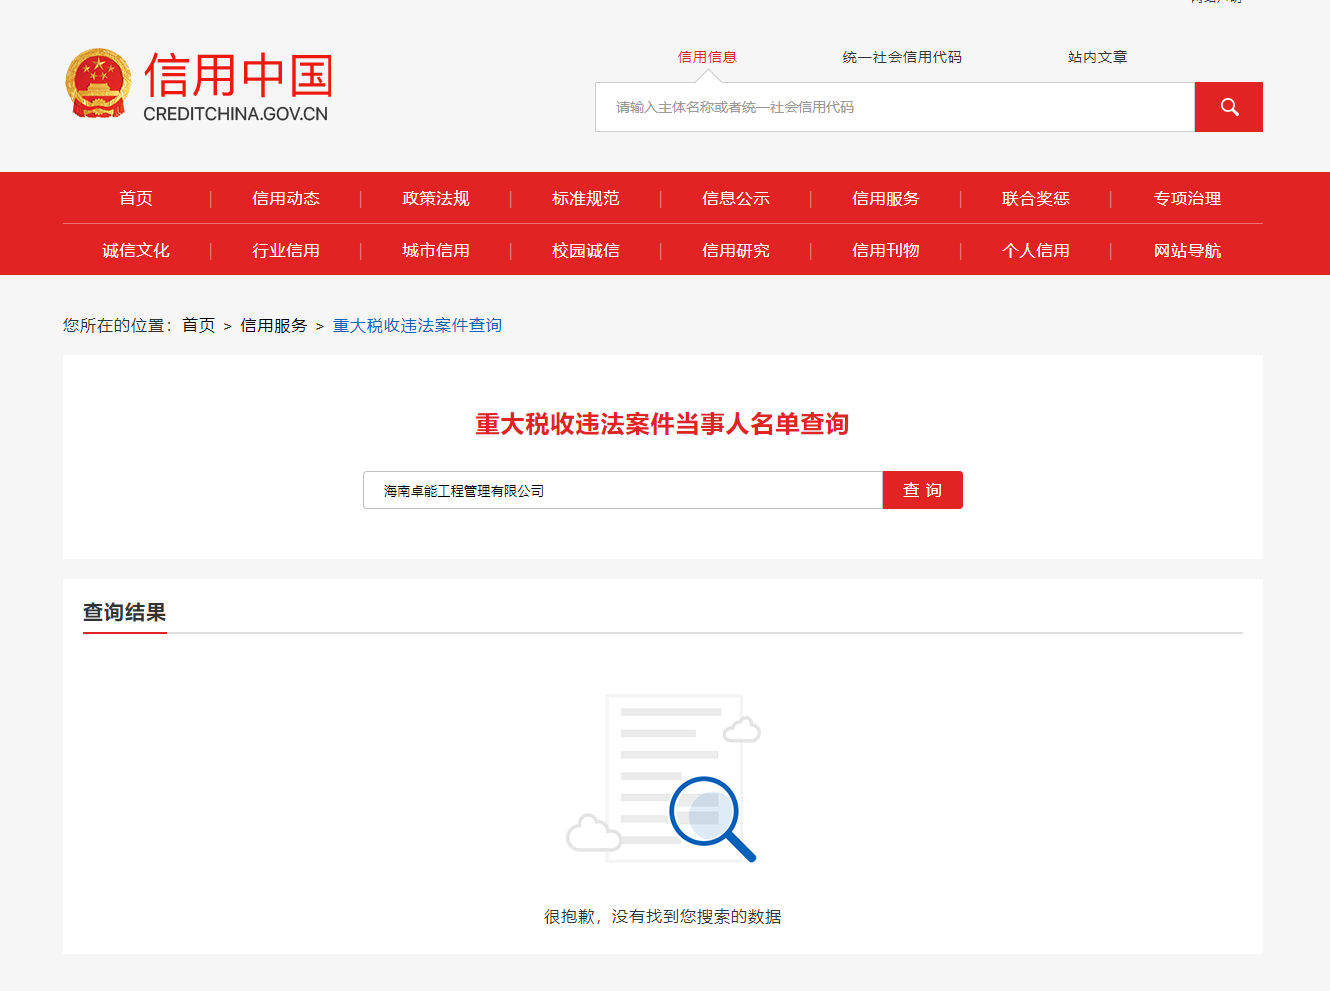 信用中国
CREDITCHINA.GOV.CN
信用信息 统一社会信用代码 站内文章
请输入主体名称或者统一社会信用代码
首页 | 信用动态 | 政策法规 | 标准规范 | 信息公示 | 信用服务 | 联合奖惩 | 专项治理
诚信文化 | 行业信用 | 城市信用 | 校园诚信 | 信用研究 | 信用刊物 | 个人信用 | 网站导航
您所在的位置：首页 > 信用服务 > 重大税收违法案件查询
重大税收违法案件当事人名单查询
海南卓能工程管理有限公司 查 询
查询结果
很抱歉，没有找到您搜索的数据